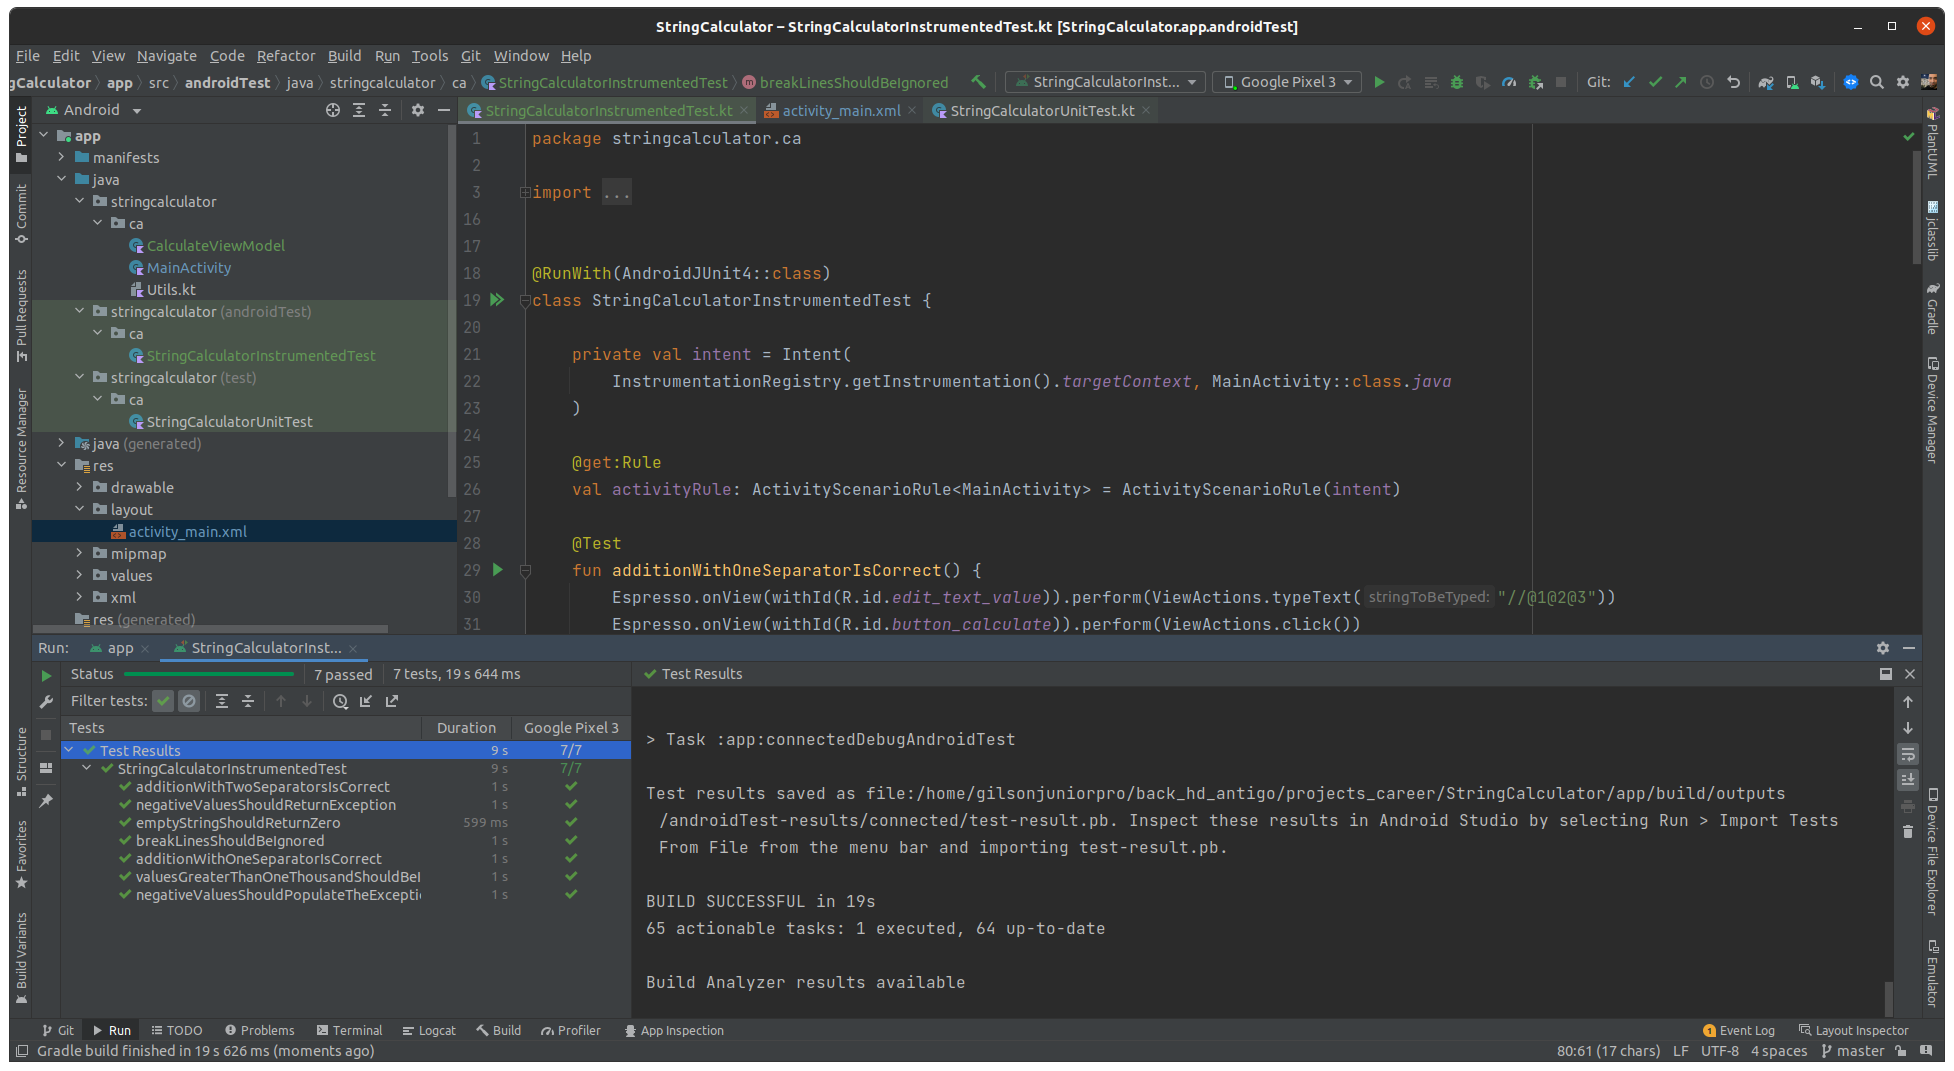 StringCalculator – StringCalculatorInstrumentedTest.kt [StringCalculator.app.androidTest]
File Edit View Navigate Code Refactor Build Run Tools Git Window Help
gCalculator app src androidTest java stringcalculator ca StringCalculatorInstrumentedTest breakLinesShouldBeIgnored StringCalculatorInst... Google Pixel 3 Git:
Android
StringCalculatorInstrumentedTest.kt activity_main.xml StringCalculatorUnitTest.kt
Project
Commit
Pull Requests
Resource Manager
Structure
Favorites
Build Variants
app
manifests
java
stringcalculator
ca
CalculateViewModel
MainActivity
Utils.kt
stringcalculator (androidTest)
ca
StringCalculatorInstrumentedTest
stringcalculator (test)
ca
StringCalculatorUnitTest
java (generated)
res
drawable
layout
activity_main.xml
mipmap
values
xml
res (generated)
1 package stringcalculator.ca
2
3 import ...
16
17
18 @RunWith(AndroidJUnit4::class)
19 class StringCalculatorInstrumentedTest {
20
21 private val intent = Intent(
22 InstrumentationRegistry.getInstrumentation().targetContext, MainActivity::class.java
23 )
24
25 @get:Rule
26 val activityRule: ActivityScenarioRule<MainActivity> = ActivityScenarioRule(intent)
27
28 @Test
29 fun additionWithOneSeparatorIsCorrect() {
30 Espresso.onView(withId(R.id.edit_text_value)).perform(ViewActions.typeText( stringToBeTyped: "//@1@2@3"))
31 Espresso.onView(withId(R.id.button_calculate)).perform(ViewActions.click())
PlantUML
jclasslib
Gradle
Device Manager
Device File Explorer
Emulator
Run: app StringCalculatorInst...
Status 7 passed 7 tests, 19 s 644 ms
Filter tests:
Tests Duration Google Pixel 3
Test Results 9 s 7/7
StringCalculatorInstrumentedTest 9 s 7/7
additionWithTwoSeparatorsIsCorrect 1 s
negativeValuesShouldReturnException 1 s
emptyStringShouldReturnZero 599 ms
breakLinesShouldBeIgnored 1 s
additionWithOneSeparatorIsCorrect 1 s
valuesGreaterThanOneThousandShouldBeI 1 s
negativeValuesShouldPopulateTheExcepti 1 s
Test Results
> Task :app:connectedDebugAndroidTest
Test results saved as file:/home/gilsonjuniorpro/back_hd_antigo/projects_career/StringCalculator/app/build/outputs
/androidTest-results/connected/test-result.pb. Inspect these results in Android Studio by selecting Run > Import Tests
From File from the menu bar and importing test-result.pb.
BUILD SUCCESSFUL in 19s
65 actionable tasks: 1 executed, 64 up-to-date
Build Analyzer results available
Git Run TODO Problems Terminal Logcat Build Profiler App Inspection 1 Event Log Layout Inspector
Gradle build finished in 19 s 626 ms (moments ago) 80:61 (17 chars) LF UTF-8 4 spaces master